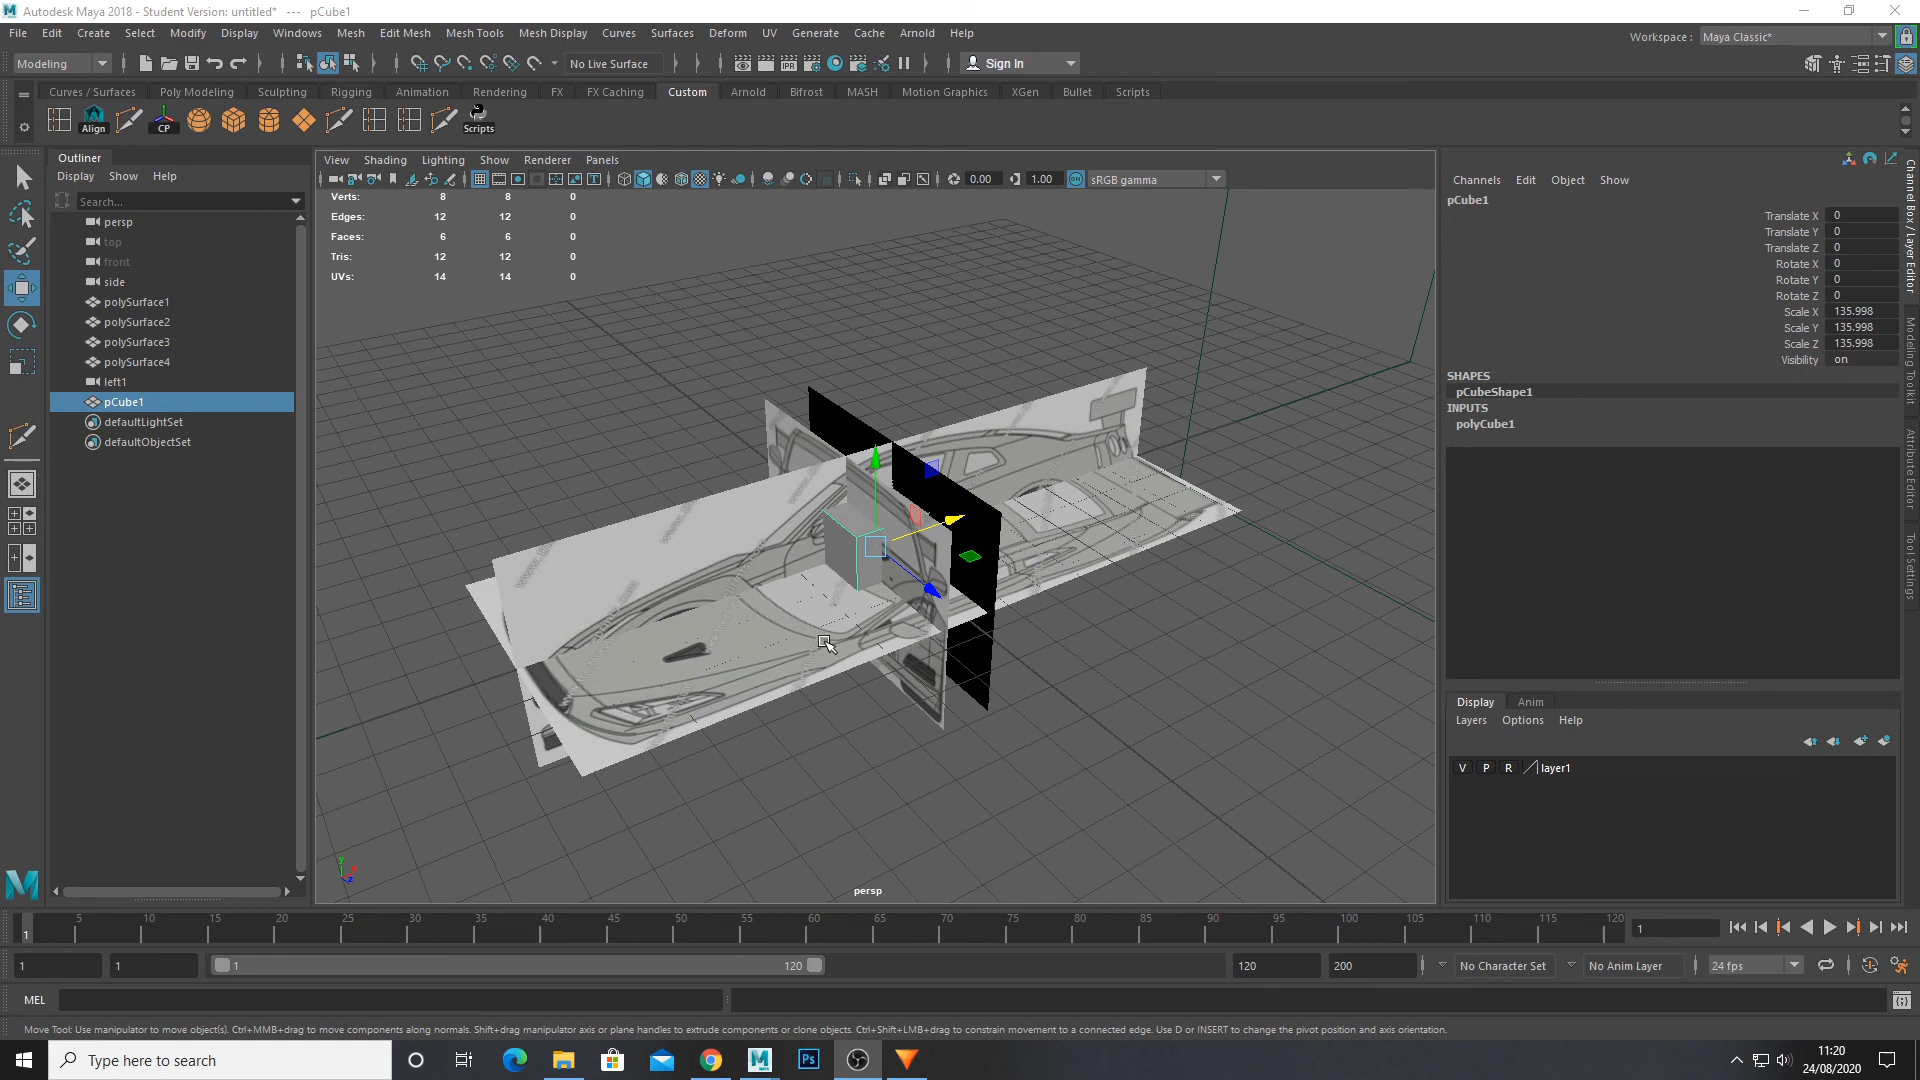 Autodesk Maya 2018 - Student Version: untitled* --- pCube1
File Edit Create Select Modify Display Windows Mesh Edit Mesh Mesh Tools Mesh Display Curves Surfaces Deform UV Generate Cache Arnold Help
Workspace : Maya Classic*
Modeling No Live Surface IPR Sign In
Curves / Surfaces Poly Modeling Sculpting Rigging Animation Rendering FX FX Caching Custom Arnold Bifrost MASH Motion Graphics XGen Bullet Scripts
Align CP Scripts
Outliner
Display Show Help
Search...
persp
top
front
side
polySurface1
polySurface2
polySurface3
polySurface4
left1
pCube1
defaultLightSet
defaultObjectSet
View Shading Lighting Show Renderer Panels
0.00 1.00 ON sRGB gamma
Verts: 8 8 0
Edges: 12 12 0
Faces: 6 6 0
Tris: 12 12 0
UVs: 14 14 0
persp
Channels Edit Object Show
pCube1
Translate X 0
Translate Y 0
Translate Z 0
Rotate X 0
Rotate Y 0
Rotate Z 0
Scale X 135.998
Scale Y 135.998
Scale Z 135.998
Visibility on
SHAPES
pCubeShape1
INPUTS
polyCube1
Channel Box / Layer Editor
Modeling Toolkit
Attribute Editor
Tool Settings
Display Anim
Layers Options Help
V P R layer1
1 5 10 15 20 25 30 35 40 45 50 55 60 65 70 75 80 85 90 95 100 105 110 115 120 1
1 1 1 120 120 200 No Character Set No Anim Layer 24 fps
MEL
Move Tool: Use manipulator to move object(s). Ctrl+MMB+drag to move components along normals. Shift+drag manipulator axis or plane handles to extrude components or clone objects. Ctrl+Shift+LMB+drag to constrain movement to a connected edge. Use D or INSERT to change the pivot position and axis orientation.
Type here to search
Ps
11:20
24/08/2020